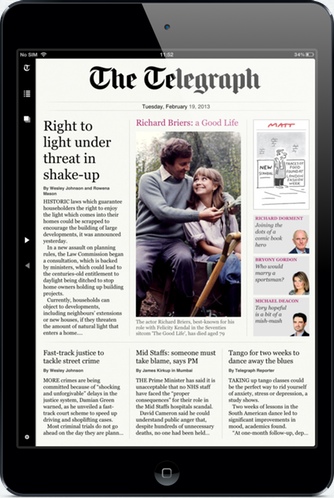 No SIM
11:52
34%
The Telegraph
Tuesday, February 19, 2013
Right to
light under
threat in
shake-up
By Wesley Johnson and Rowena
Mason
HISTORIC laws which guarantee
householders the right to enjoy
the light which comes into their
homes could be scrapped to
encourage the building of large
developments, it was announced
yesterday.
In a new assault on planning
rules, the Law Commission began
a consultation, which is backed
by ministers, which could lead to
the centuries-old entitlement to
daylight being ditched to stop
home owners holding up building
projects.
Currently, households can
object to developments,
including neighbours' extensions
or new houses, if they threaten
the amount of natural light that
enters a home....
Richard Briers: a Good Life
The actor Richard Briers, best-known for his
role with Felicity Kendal in the Seventies
sitcom 'The Good Life', has died aged 79
MATT
NEW
SINNER
RICHARD DORMENT
Joining the
dots of a
comic book
hero
BRYONY GORDON
Who would
marry a
sportsman?
MICHAEL DEACON
Tory hopeful
is a bit of a
mish-mash
Fast-track justice to
tackle street crime
By Wesley Johnson
MORE crimes are being
committed because of "shocking
and unforgivable" delays in the
justice system, Damian Green
warned, as he unveiled a fast-
track court scheme to speed up
driving and shoplifting cases.
Most criminal trials do not go
ahead on the day they are plann...
Mid Staffs: someone must
take blame, says PM
By James Kirkup in Mumbai
THE Prime Minister has said it is
unacceptable that no NHS staff
have faced the "proper
consequences" for their role in
the Mid Staffs hospitals scandal.
David Cameron said he could
understand public anger that,
despite hundreds of unnecessary
deaths, no one had been held...
Tango for two weeks to
dance away the blues
By Telegraph Reporter
TAKING up tango classes could
be the perfect way to rid yourself
of anxiety, stress or depression, a
study shows.
Two weeks of lessons in the
South American dance led to
significant improvements in
mood, academics found.
"At one-month follow-up, dep...